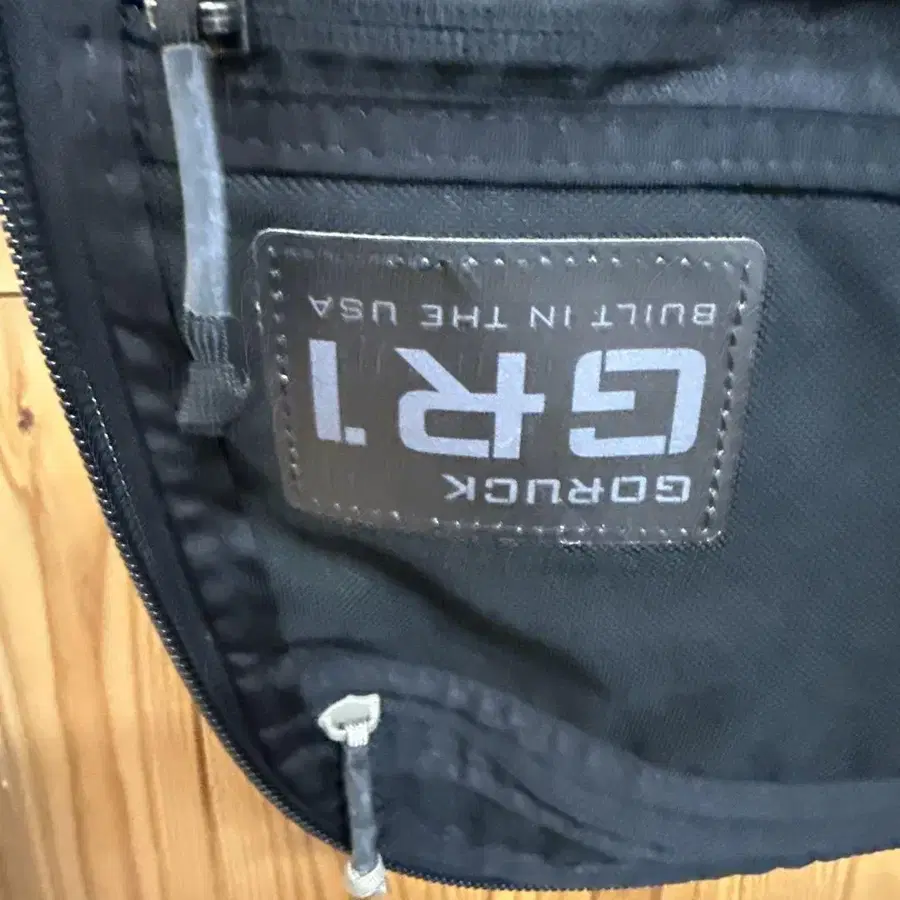 GORUCK
GR1
BUILT IN THE USA